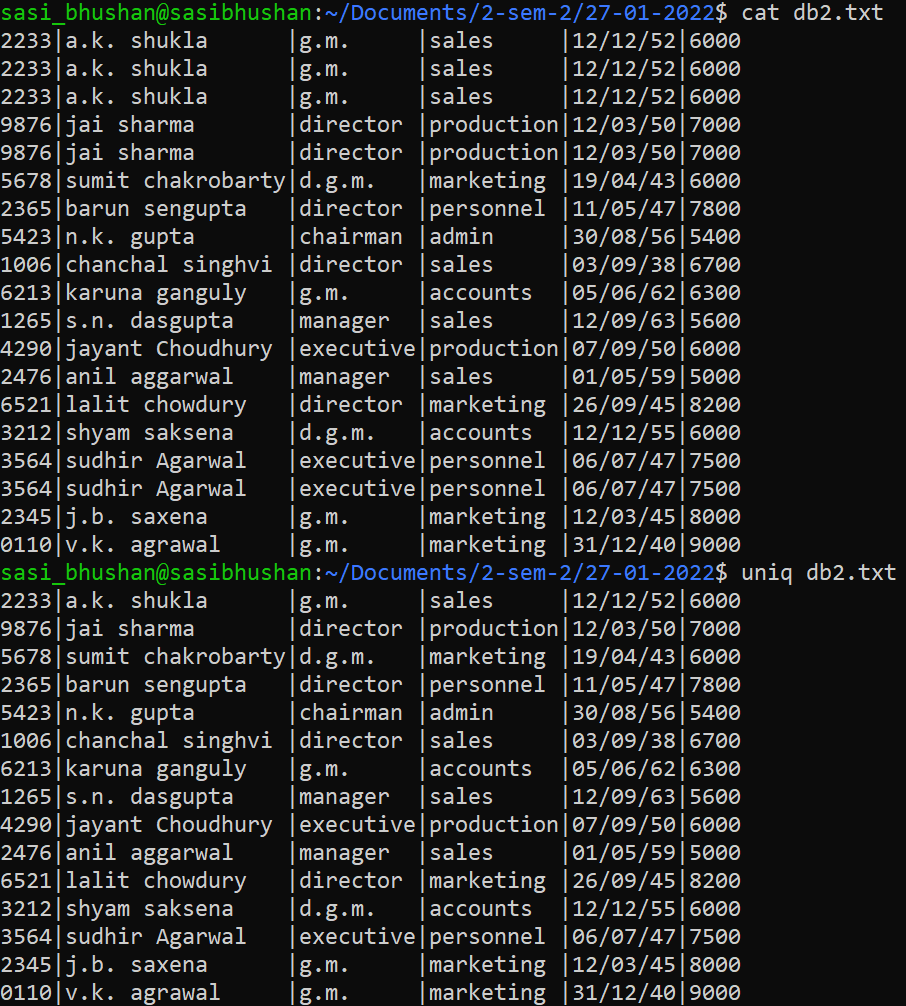 sasi_bhushan@sasibhushan:~/Documents/2-sem-2/27-01-2022$ cat db2.txt
2233|a.k. shukla      |g.m.     |sales     |12/12/52|6000
2233|a.k. shukla      |g.m.     |sales     |12/12/52|6000
2233|a.k. shukla      |g.m.     |sales     |12/12/52|6000
9876|jai sharma       |director |production|12/03/50|7000
9876|jai sharma       |director |production|12/03/50|7000
5678|sumit chakrobarty|d.g.m.   |marketing |19/04/43|6000
2365|barun sengupta   |director |personnel |11/05/47|7800
5423|n.k. gupta       |chairman |admin     |30/08/56|5400
1006|chanchal singhvi |director |sales     |03/09/38|6700
6213|karuna ganguly   |g.m.     |accounts  |05/06/62|6300
1265|s.n. dasgupta    |manager  |sales     |12/09/63|5600
4290|jayant Choudhury |executive|production|07/09/50|6000
2476|anil aggarwal    |manager  |sales     |01/05/59|5000
6521|lalit chowdury   |director |marketing |26/09/45|8200
3212|shyam saksena    |d.g.m.   |accounts  |12/12/55|6000
3564|sudhir Agarwal   |executive|personnel |06/07/47|7500
3564|sudhir Agarwal   |executive|personnel |06/07/47|7500
2345|j.b. saxena      |g.m.     |marketing |12/03/45|8000
0110|v.k. agrawal     |g.m.     |marketing |31/12/40|9000
sasi_bhushan@sasibhushan:~/Documents/2-sem-2/27-01-2022$ uniq db2.txt
2233|a.k. shukla      |g.m.     |sales     |12/12/52|6000
9876|jai sharma       |director |production|12/03/50|7000
5678|sumit chakrobarty|d.g.m.   |marketing |19/04/43|6000
2365|barun sengupta   |director |personnel |11/05/47|7800
5423|n.k. gupta       |chairman |admin     |30/08/56|5400
1006|chanchal singhvi |director |sales     |03/09/38|6700
6213|karuna ganguly   |g.m.     |accounts  |05/06/62|6300
1265|s.n. dasgupta    |manager  |sales     |12/09/63|5600
4290|jayant Choudhury |executive|production|07/09/50|6000
2476|anil aggarwal    |manager  |sales     |01/05/59|5000
6521|lalit chowdury   |director |marketing |26/09/45|8200
3212|shyam saksena    |d.g.m.   |accounts  |12/12/55|6000
3564|sudhir Agarwal   |executive|personnel |06/07/47|7500
2345|j.b. saxena      |g.m.     |marketing |12/03/45|8000
0110|v.k. agrawal     |g.m.     |marketing |31/12/40|9000